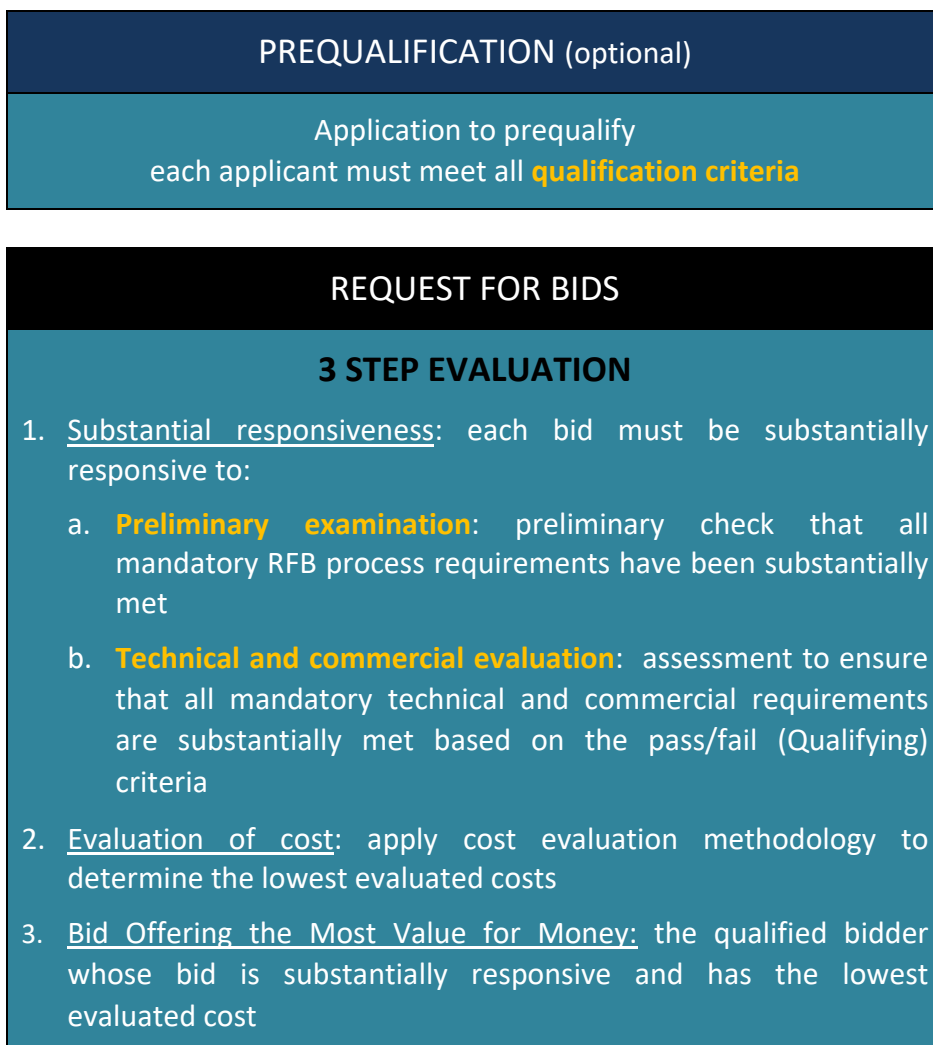 PREQUALIFICATION (optional)
Application to prequalify
each applicant must meet all qualification criteria
REQUEST FOR BIDS
3 STEP EVALUATION
1. Substantial responsiveness: each bid must be substantially
responsive to:
a. Preliminary examination: preliminary check that all
mandatory RFB process requirements have been substantially
met
b. Technical and commercial evaluation: assessment to ensure
that all mandatory technical and commercial requirements
are substantially met based on the pass/fail (Qualifying)
criteria
2. Evaluation of cost: apply cost evaluation methodology to
determine the lowest evaluated costs
3. Bid Offering the Most Value for Money: the qualified bidder
whose bid is substantially responsive and has the lowest
evaluated cost